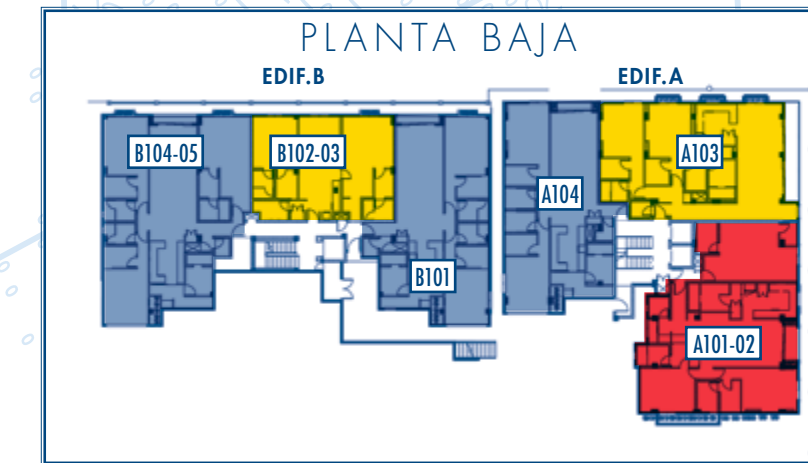 PLANTA BAJA
EDIF.B
EDIF.A
B104-05
B102-03
A103
A104
B101
A101-02